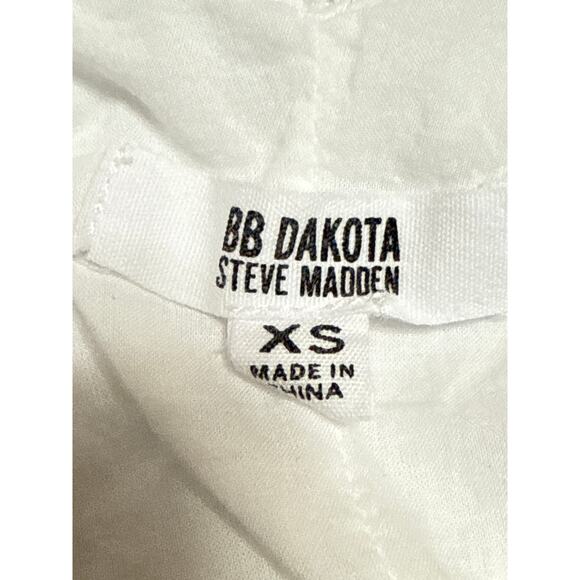 BB DAKOTA
STEVE MADDEN
XS
MADE IN
CHINA